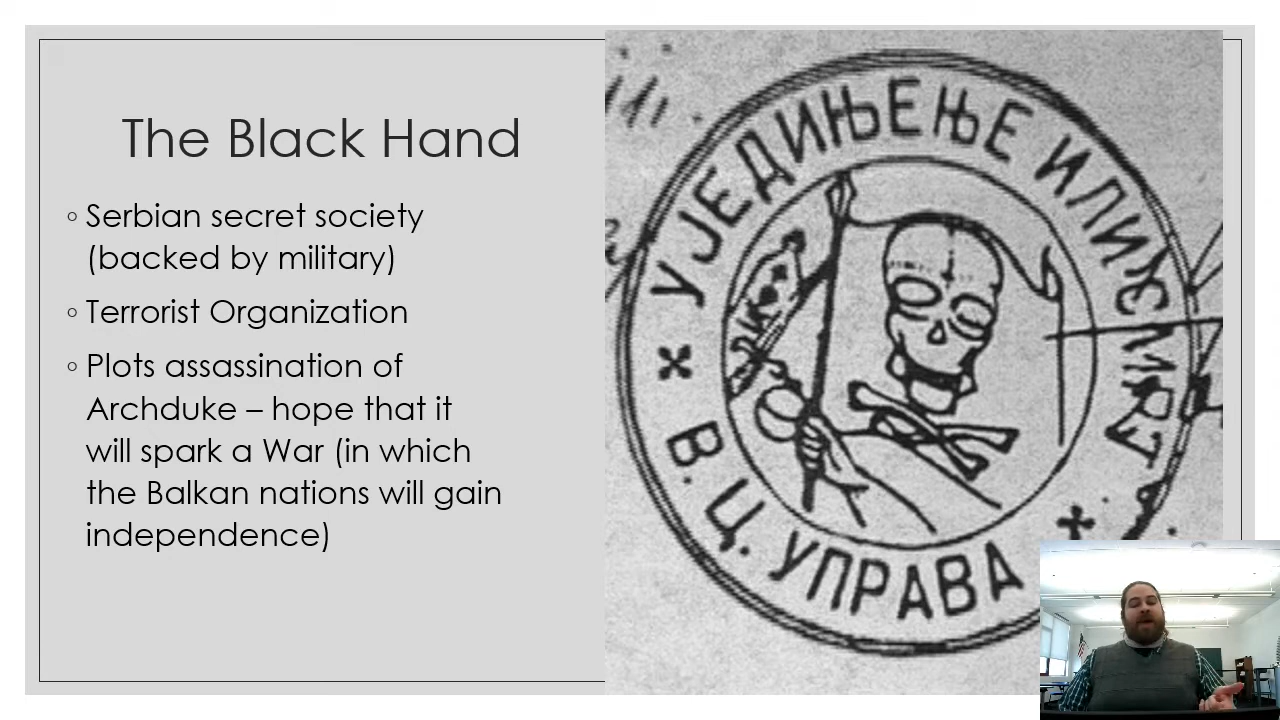 The Black Hand
◦ Serbian secret society
(backed by military)
◦ Terrorist Organization
◦ Plots assassination of
Archduke – hope that it
will spark a War (in which
the Balkan nations will gain
independence)
УЈЕДИЊЕЊЕ ИЛИ СМРТ
В. Ц. УПРАВА